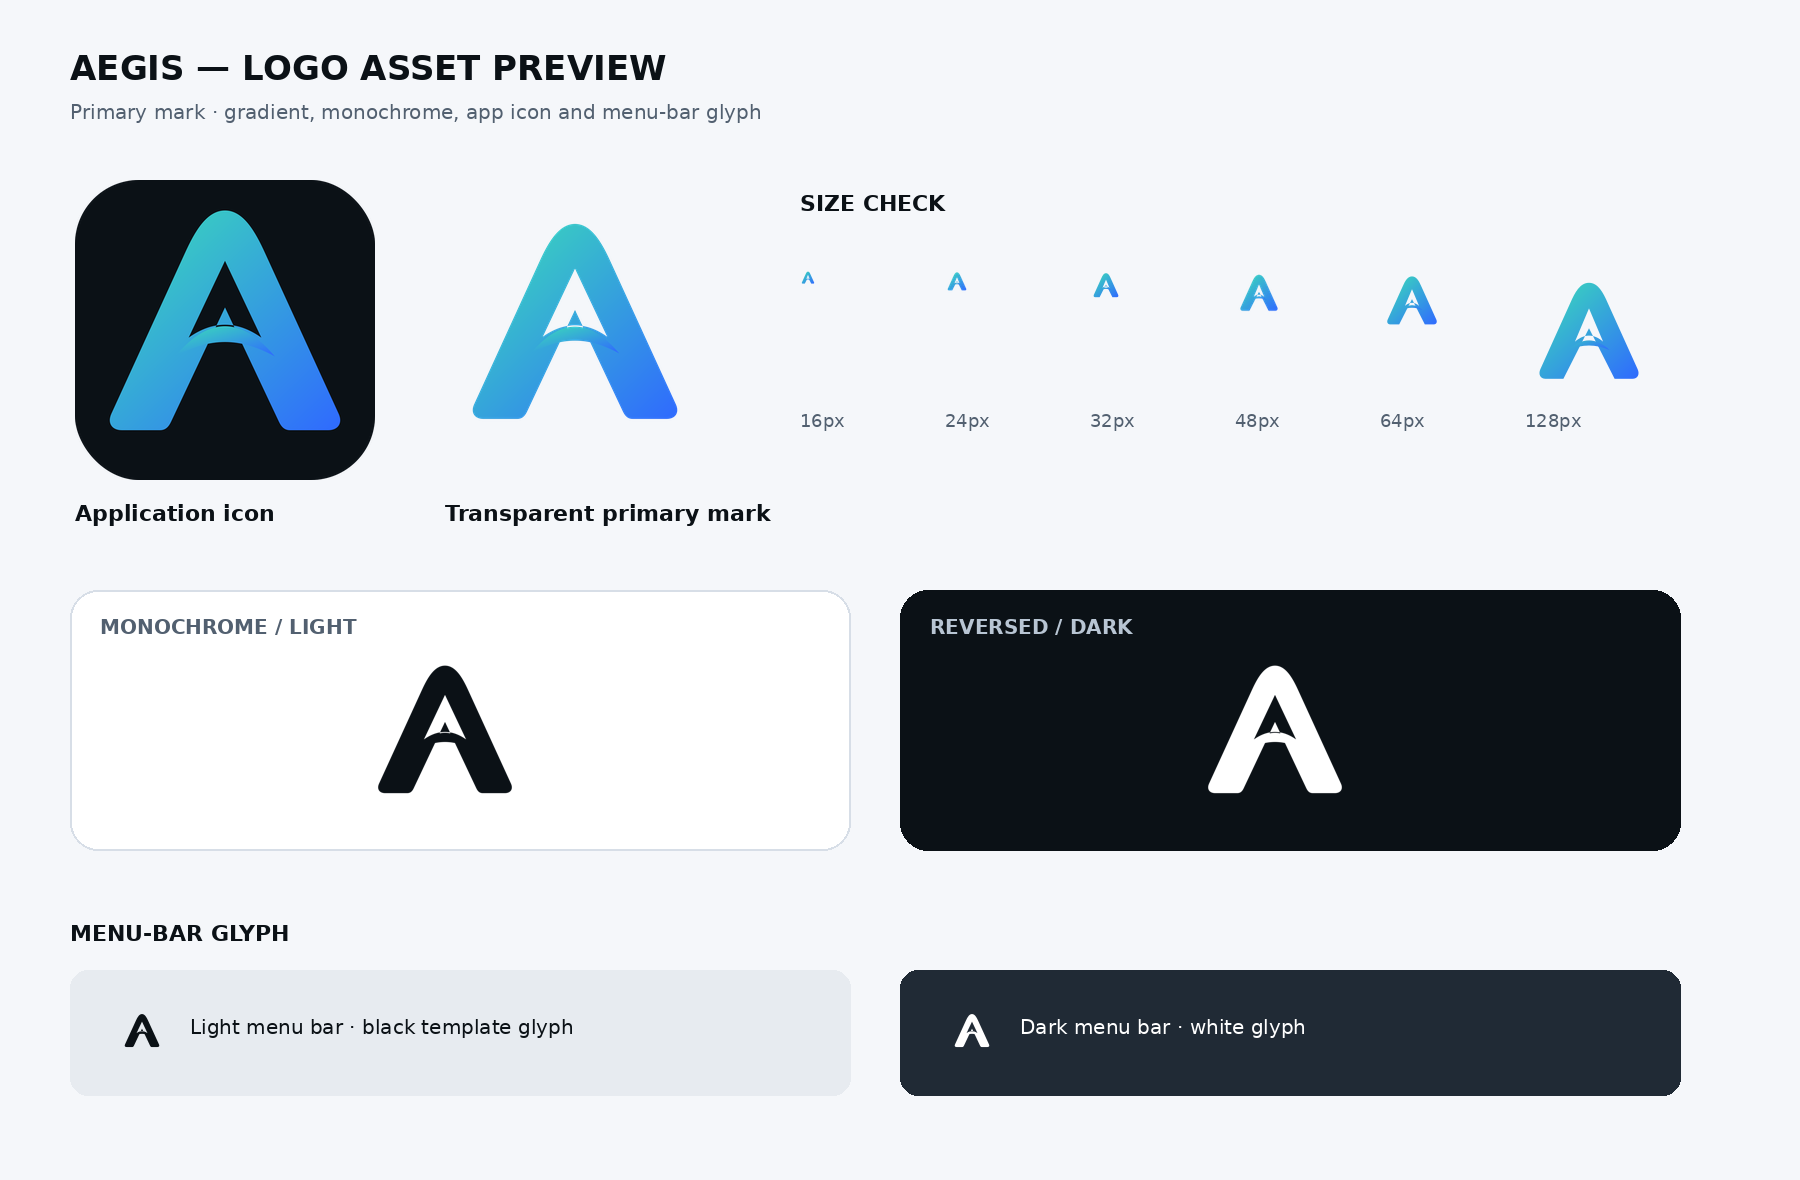 AEGIS — LOGO ASSET PREVIEW
Primary mark · gradient, monochrome, app icon and menu-bar glyph
SIZE CHECK
16px
24px
32px
48px
64px
128px
Application icon
Transparent primary mark
MONOCHROME / LIGHT
REVERSED / DARK
MENU-BAR GLYPH
Light menu bar · black template glyph
Dark menu bar · white glyph